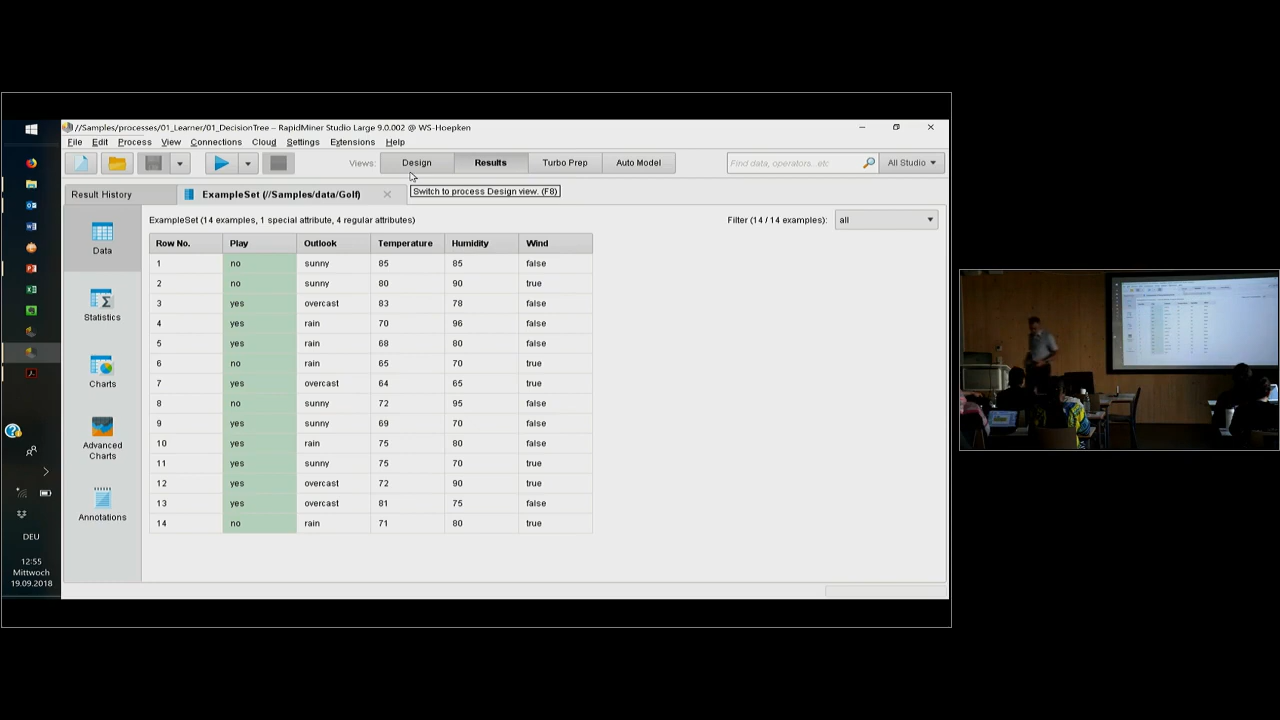 //Samples/processes/01_Learner/01_DecisionTree – RapidMiner Studio Large 9.0.002 @ WS-Hoepken
File Edit Process View Connections Cloud Settings Extensions Help
Views: Design Results Turbo Prep Auto Model Find data, operators...etc All Studio
Result History ExampleSet (//Samples/data/Golf) Switch to process Design view. (F8)
ExampleSet (14 examples, 1 special attribute, 4 regular attributes) Filter (14 / 14 examples): all
Row No. Play Outlook Temperature Humidity Wind
1 no sunny 85 85 false
2 no sunny 80 90 true
3 yes overcast 83 78 false
4 yes rain 70 96 false
5 yes rain 68 80 false
6 no rain 65 70 true
7 yes overcast 64 65 true
8 no sunny 72 95 false
9 yes sunny 69 70 false
10 yes rain 75 80 false
11 yes sunny 75 70 true
12 yes overcast 72 90 true
13 yes overcast 81 75 false
14 no rain 71 80 true
Data
Statistics
Charts
Advanced
Charts
Annotations
DEU
12:55
Mittwoch
19.09.2018